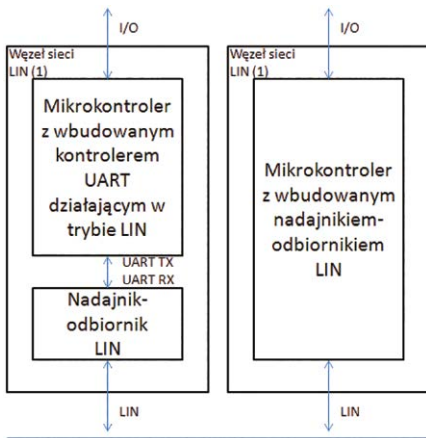 I/O
Węzeł sieci
LIN (1)
Mikrokontroler
z wbudowanym
kontrolerem
UART
działającym w
trybie LIN
UART TX
UART RX
Nadajnik-
odbiornik
LIN
LIN
I/O
Węzeł sieci
LIN (1)
Mikrokontroler
z wbudowanym
nadajnikiem-
odbiornikiem
LIN
LIN